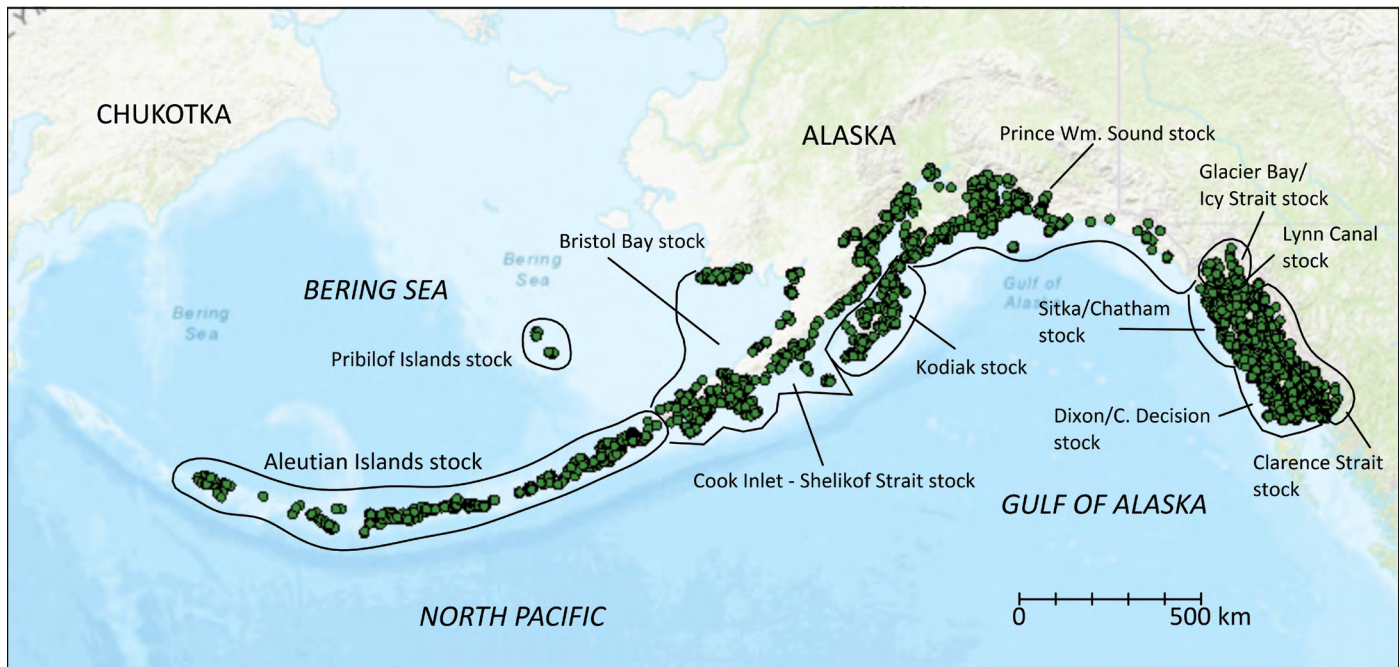 CHUKOTKA
ALASKA
Prince Wm. Sound stock
Glacier Bay/
Icy Strait stock
Lynn Canal
stock
Bristol Bay stock
Bering
Sea
BERING SEA
Gulf of
Alaska
Bering
Sea
Sitka/Chatham
stock
Pribilof Islands stock
Kodiak stock
Dixon/C. Decision
stock
Aleutian Islands stock
Clarence Strait
stock
Cook Inlet - Shelikof Strait stock
GULF OF ALASKA
NORTH PACIFIC
0 500 km